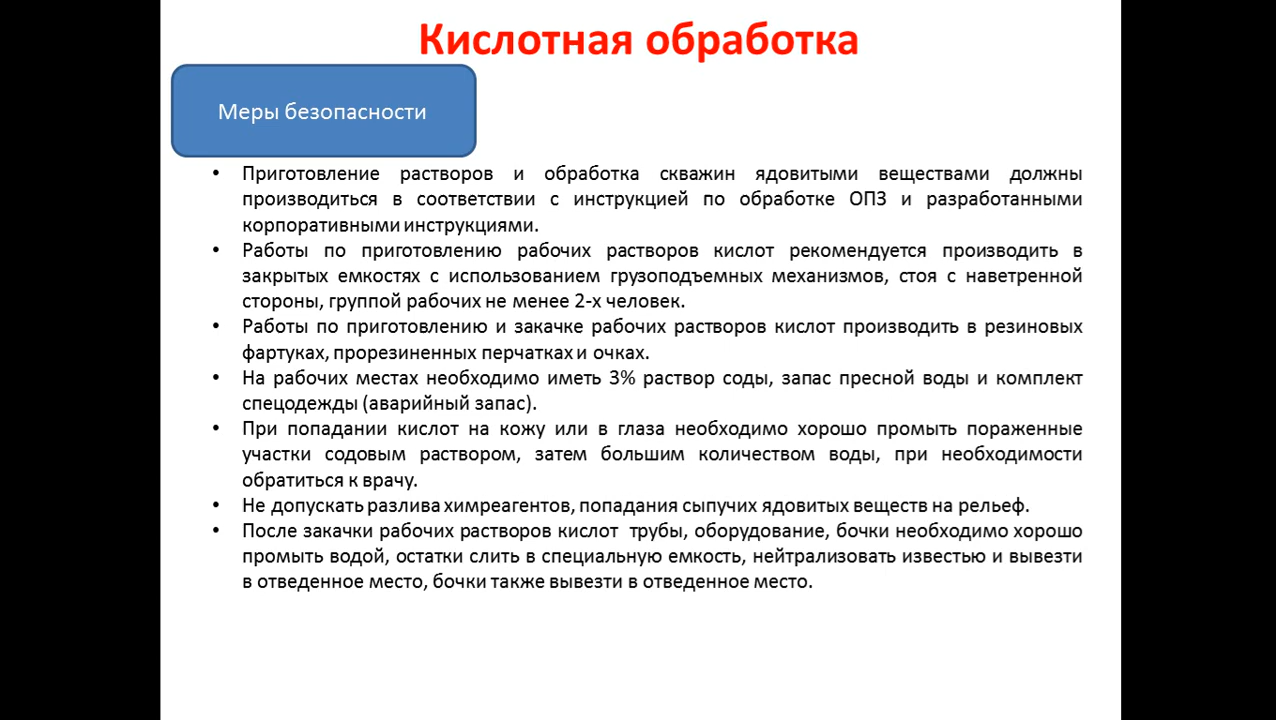 Кислотная обработка
Меры безопасности
• Приготовление растворов и обработка скважин ядовитыми веществами должны
производиться в соответствии с инструкцией по обработке ОПЗ и разработанными
корпоративными инструкциями.
• Работы по приготовлению рабочих растворов кислот рекомендуется производить в
закрытых емкостях с использованием грузоподъемных механизмов, стоя с наветренной
стороны, группой рабочих не менее 2-х человек.
• Работы по приготовлению и закачке рабочих растворов кислот производить в резиновых
фартуках, прорезиненных перчатках и очках.
• На рабочих местах необходимо иметь 3% раствор соды, запас пресной воды и комплект
спецодежды (аварийный запас).
• При попадании кислот на кожу или в глаза необходимо хорошо промыть пораженные
участки содовым раствором, затем большим количеством воды, при необходимости
обратиться к врачу.
• Не допускать разлива химреагентов, попадания сыпучих ядовитых веществ на рельеф.
• После закачки рабочих растворов кислот трубы, оборудование, бочки необходимо хорошо
промыть водой, остатки слить в специальную емкость, нейтрализовать известью и вывезти
в отведенное место, бочки также вывезти в отведенное место.